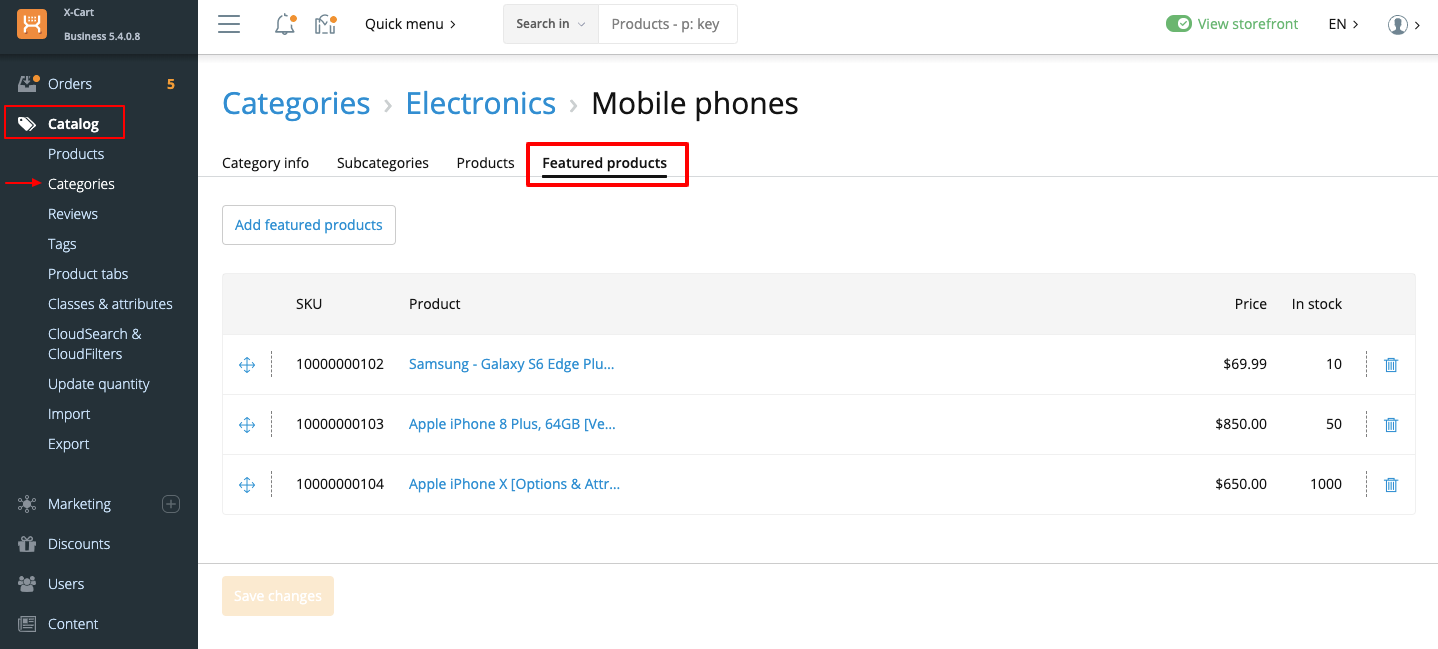 X-Cart
Business 5.4.0.8
Quick menu
Search in
Products - p: key
View storefront
EN
Orders 5
Catalog
Products
Categories
Reviews
Tags
Product tabs
Classes & attributes
CloudSearch &
CloudFilters
Update quantity
Import
Export
Marketing
Discounts
Users
Content
Categories › Electronics › Mobile phones
Category info Subcategories Products Featured products
Add featured products
SKU Product Price In stock
10000000102 Samsung - Galaxy S6 Edge Plu... $69.99 10
10000000103 Apple iPhone 8 Plus, 64GB [Ve... $850.00 50
10000000104 Apple iPhone X [Options & Attr... $650.00 1000
Save changes